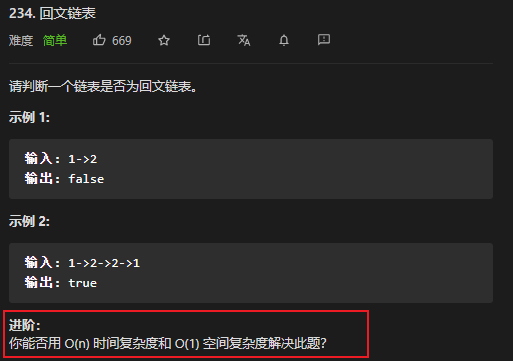 234. 回文链表
难度 简单 669
请判断一个链表是否为回文链表。
示例 1:
输入: 1->2
输出: false
示例 2:
输入: 1->2->2->1
输出: true
进阶：
你能否用 O(n) 时间复杂度和 O(1) 空间复杂度解决此题？